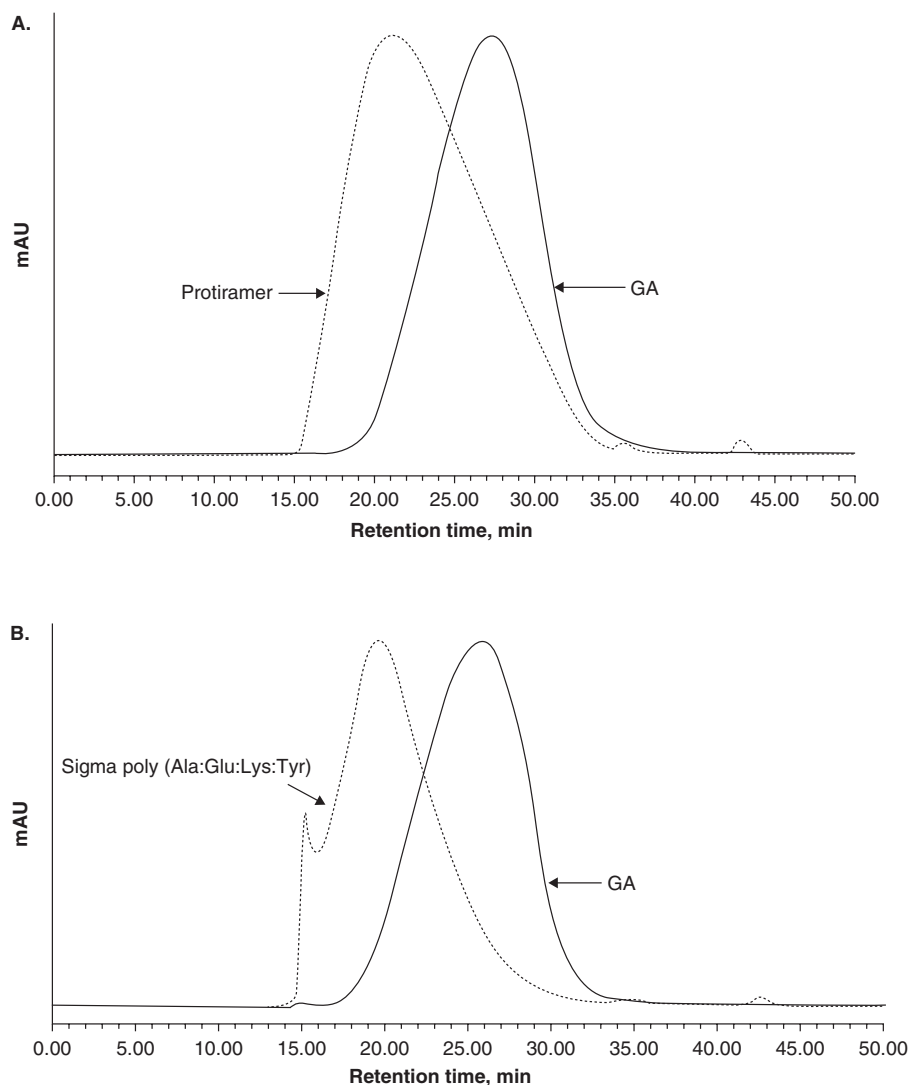 A.
mAU
Protiramer
GA
0.00 5.00 10.00 15.00 20.00 25.00 30.00 35.00 40.00 45.00 50.00
Retention time, min
B.
mAU
Sigma poly (Ala:Glu:Lys:Tyr)
GA
0.00 5.00 10.00 15.00 20.00 25.00 30.00 35.00 40.00 45.00 50.00
Retention time, min